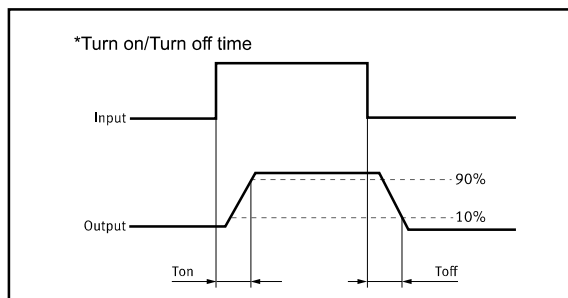 *Turn on/Turn off time
Input
90%
10%
Output
Ton
Toff